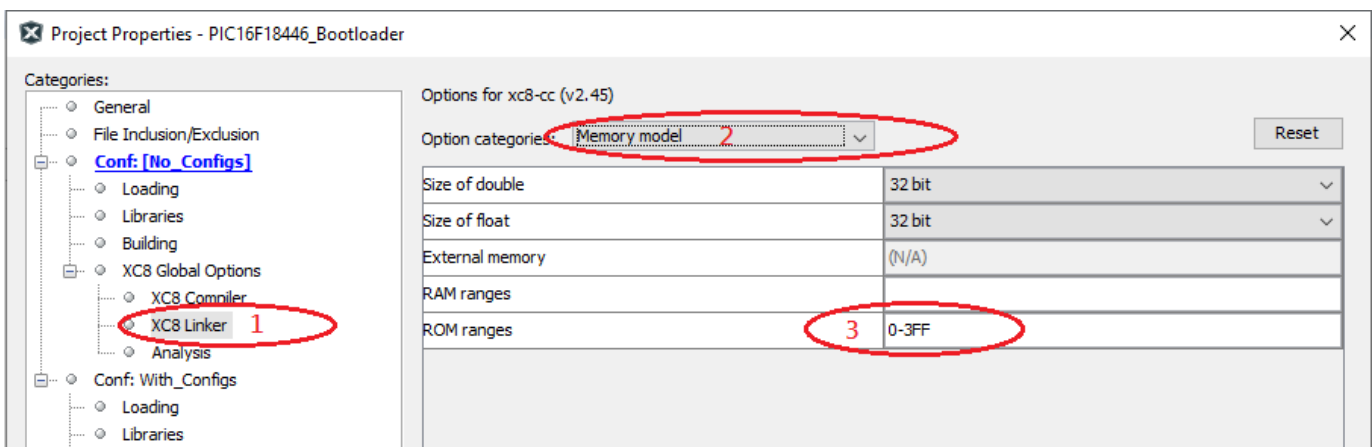 Project Properties - PIC16F18446_Bootloader
Categories:
General
File Inclusion/Exclusion
Conf: [No_Configs]
Loading
Libraries
Building
XC8 Global Options
XC8 Compiler
XC8 Linker 1
Analysis
Conf: With_Configs
Loading
Libraries
Options for xc8-cc (v2.45)
Option categories: Memory model 2
Reset
Size of double 32 bit
Size of float 32 bit
External memory (N/A)
RAM ranges
ROM ranges 3 0-3FF